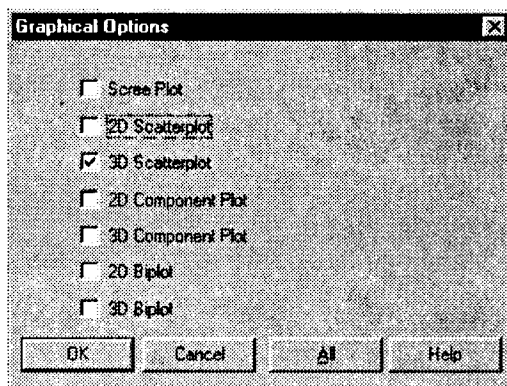 Graphical Options
Scree Plot
2D Scatterplot
3D Scatterplot
2D Component Plot
3D Component Plot
2D Biplot
3D Biplot
OK Cancel All Help